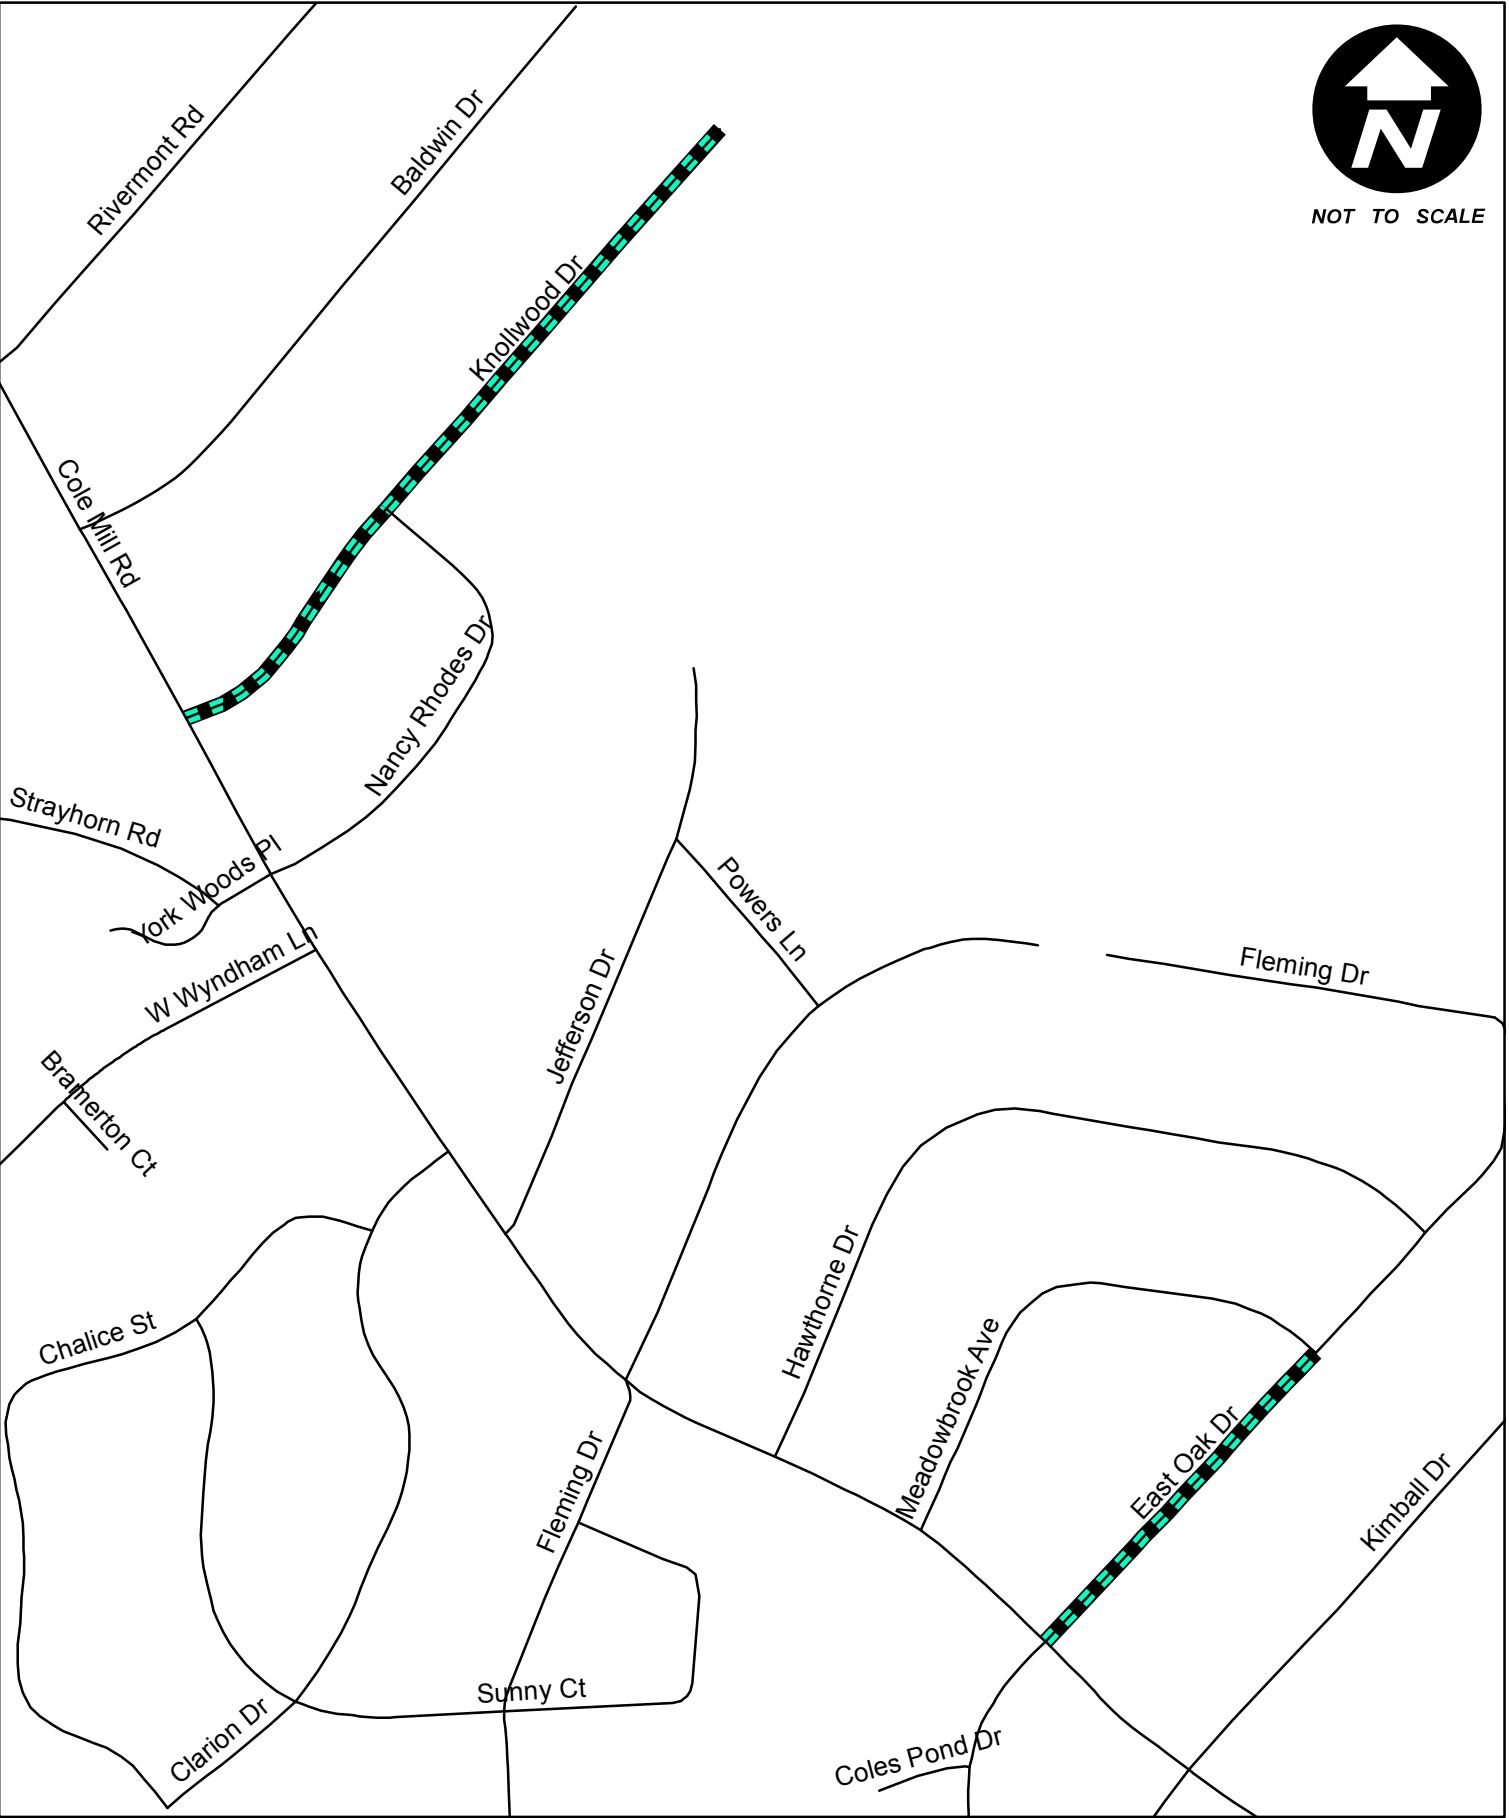 Rivermont Rd
Baldwin Dr
N
NOT TO SCALE
Knollwood Dr
Cole Mill Rd
Nancy Rhodes Dr
Strayhorn Rd
York Woods Pl
Powers Ln
W Wyndham Ln
Fleming Dr
Jefferson Dr
Bramerton Ct
Hawthorne Dr
Chalice St
Meadowbrook Ave
East Oak Dr
Fleming Dr
Kimball Dr
Sunny Ct
Clarion Dr
Coles Pond Dr